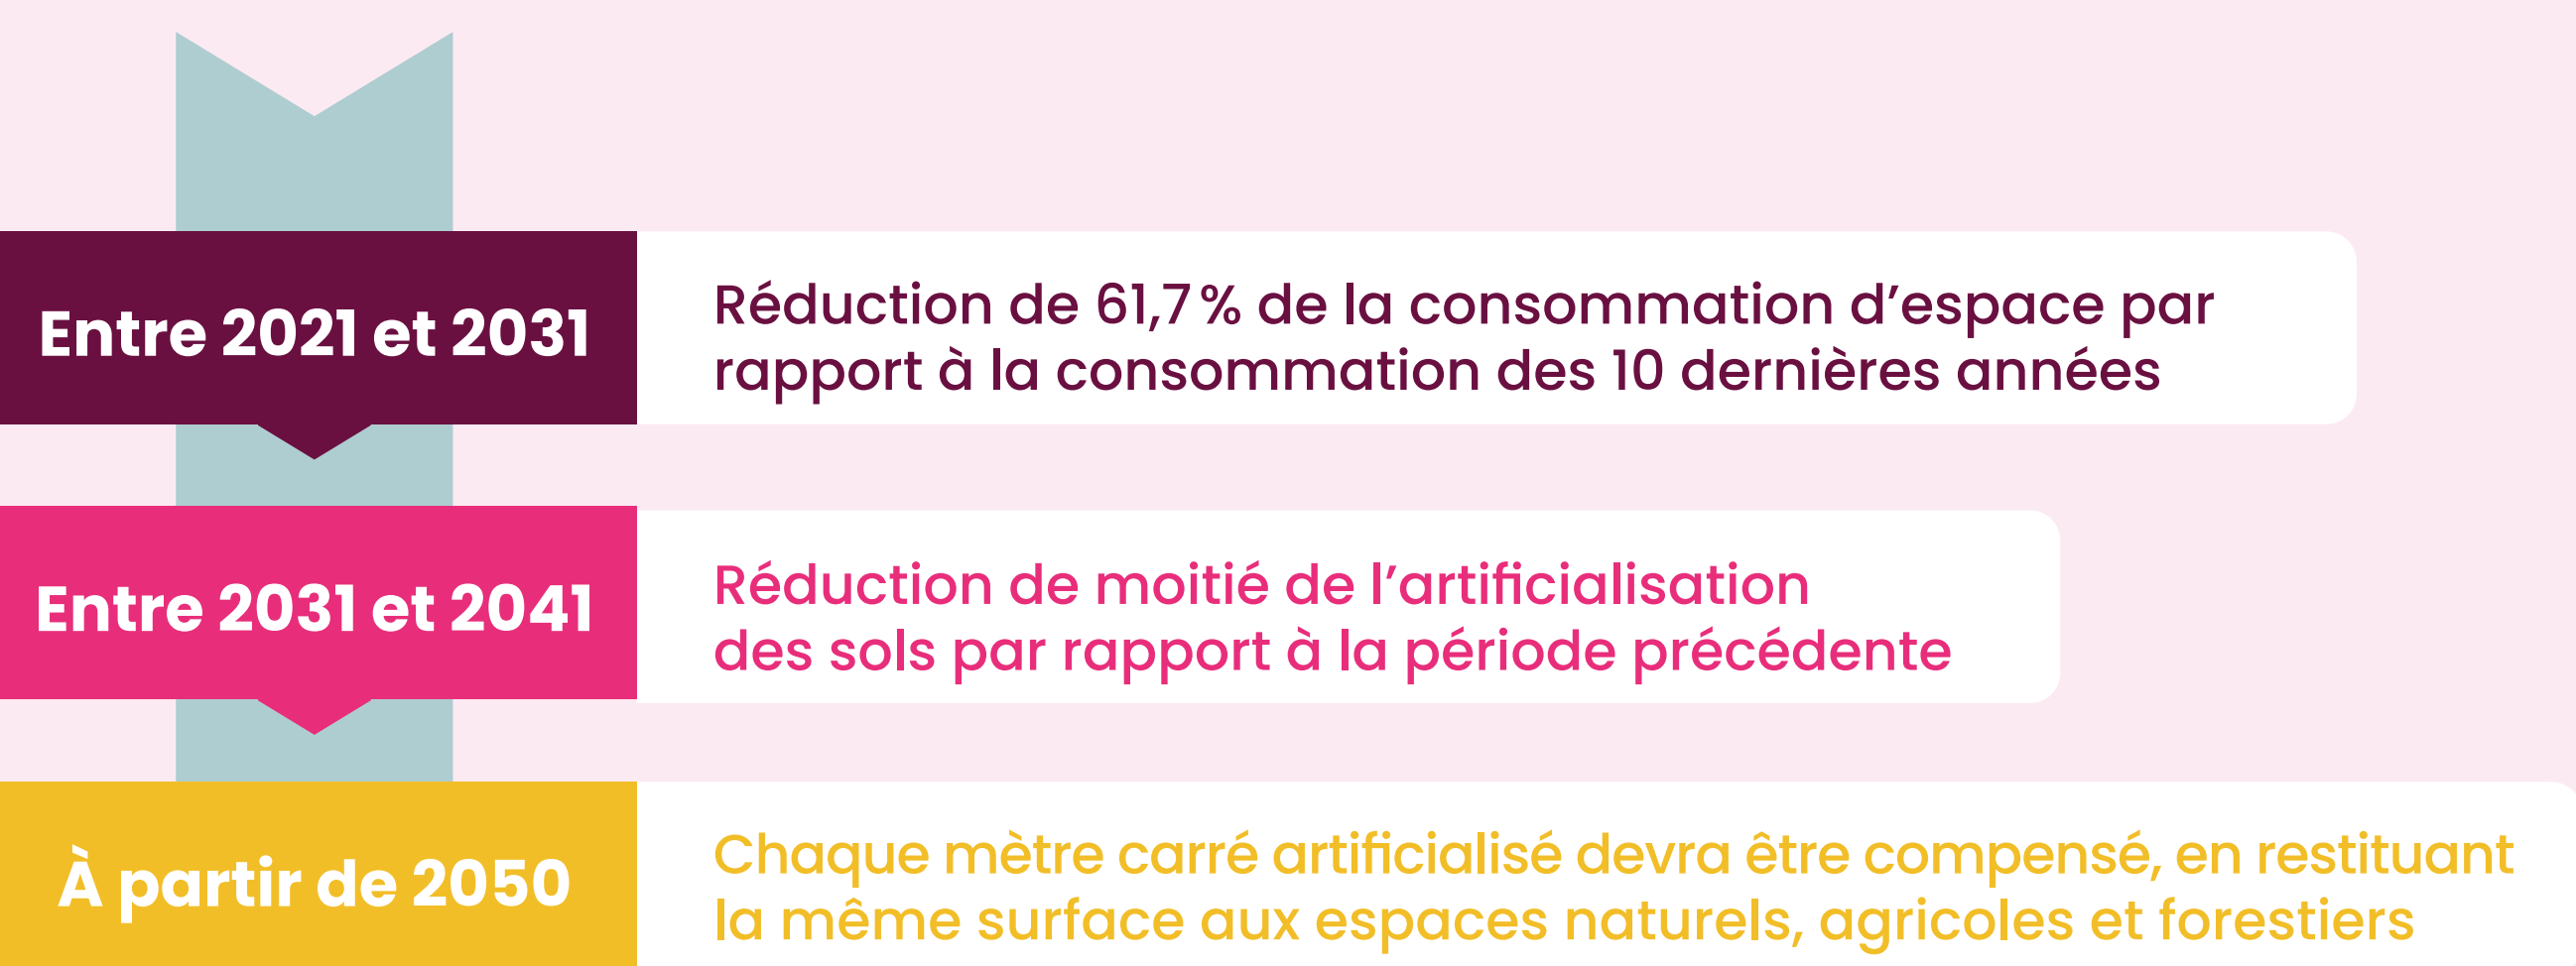 Entre 2021 et 2031
Réduction de 61,7 % de la consommation d’espace par
rapport à la consommation des 10 dernières années
Entre 2031 et 2041
Réduction de moitié de l’artificialisation
des sols par rapport à la période précédente
À partir de 2050
Chaque mètre carré artificialisé devra être compensé, en restituant
la même surface aux espaces naturels, agricoles et forestiers